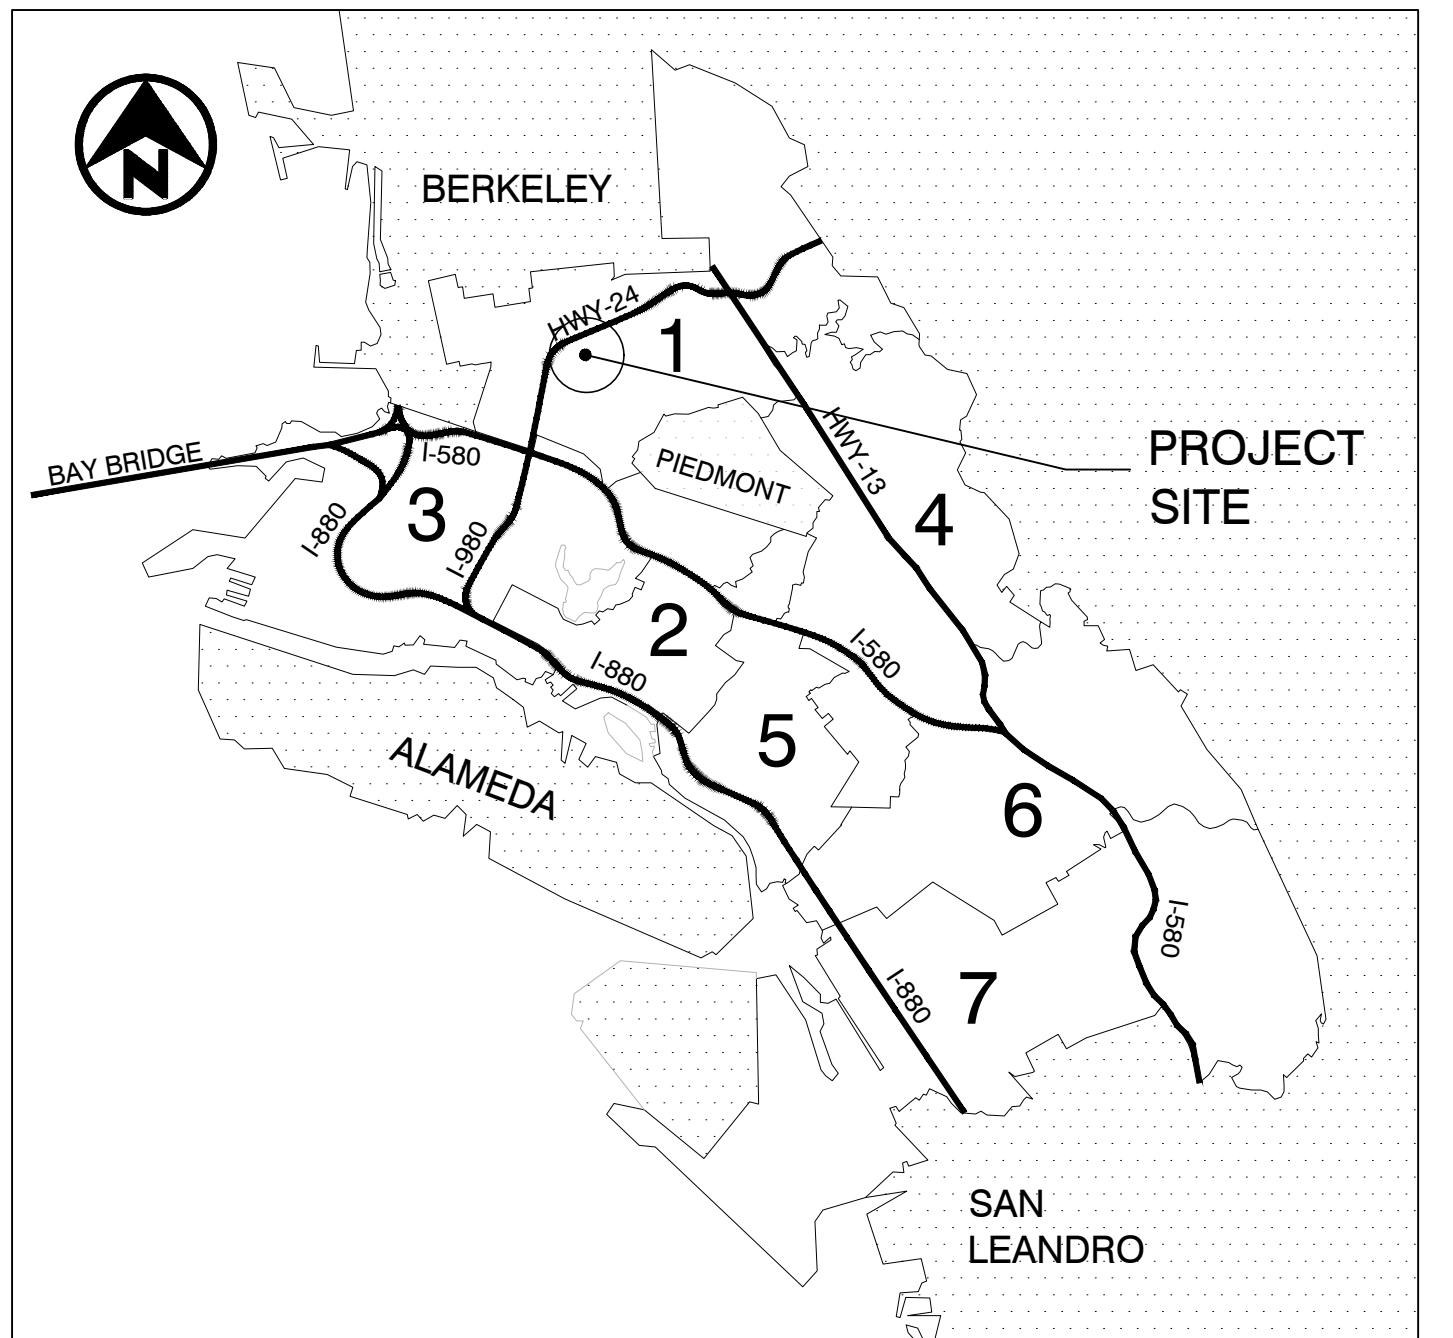 N
BERKELEY
HWY-24
1
PROJECT
SITE
BAY BRIDGE
I-580
PIEDMONT
HWY-13
I-880
3
I-980
4
2
I-580
I-880
5
ALAMEDA
6
I-580
I-880
7
SAN
LEANDRO